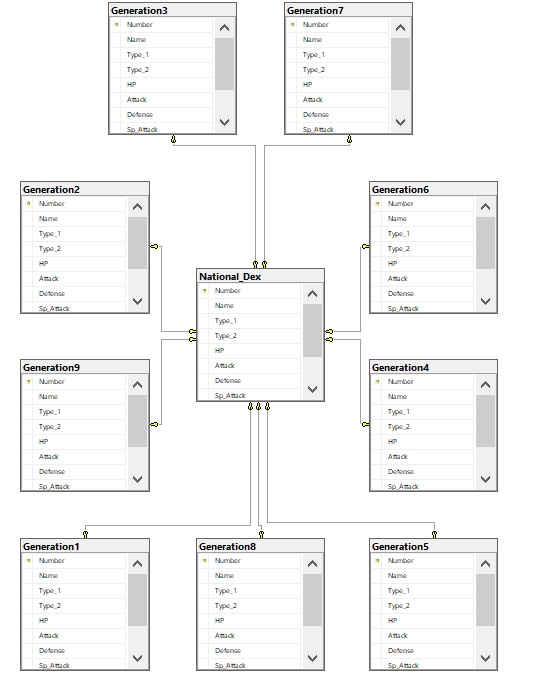 Generation3
Number
Name
Type_1
Type_2
HP
Attack
Defense
Sp_Attack
Generation7
Number
Name
Type_1
Type_2
HP
Attack
Defense
Sp_Attack
Generation2
Number
Name
Type_1
Type_2
HP
Attack
Defense
Sp_Attack
Generation6
Number
Name
Type_1
Type_2
HP
Attack
Defense
Sp_Attack
National_Dex
Number
Name
Type_1
Type_2
HP
Attack
Defense
Sp_Attack
Generation9
Number
Name
Type_1
Type_2
HP
Attack
Defense
Sp_Attack
Generation4
Number
Name
Type_1
Type_2
HP
Attack
Defense
Sp_Attack
Generation1
Number
Name
Type_1
Type_2
HP
Attack
Defense
Sp_Attack
Generation8
Number
Name
Type_1
Type_2
HP
Attack
Defense
Sp_Attack
Generation5
Number
Name
Type_1
Type_2
HP
Attack
Defense
Sp_Attack